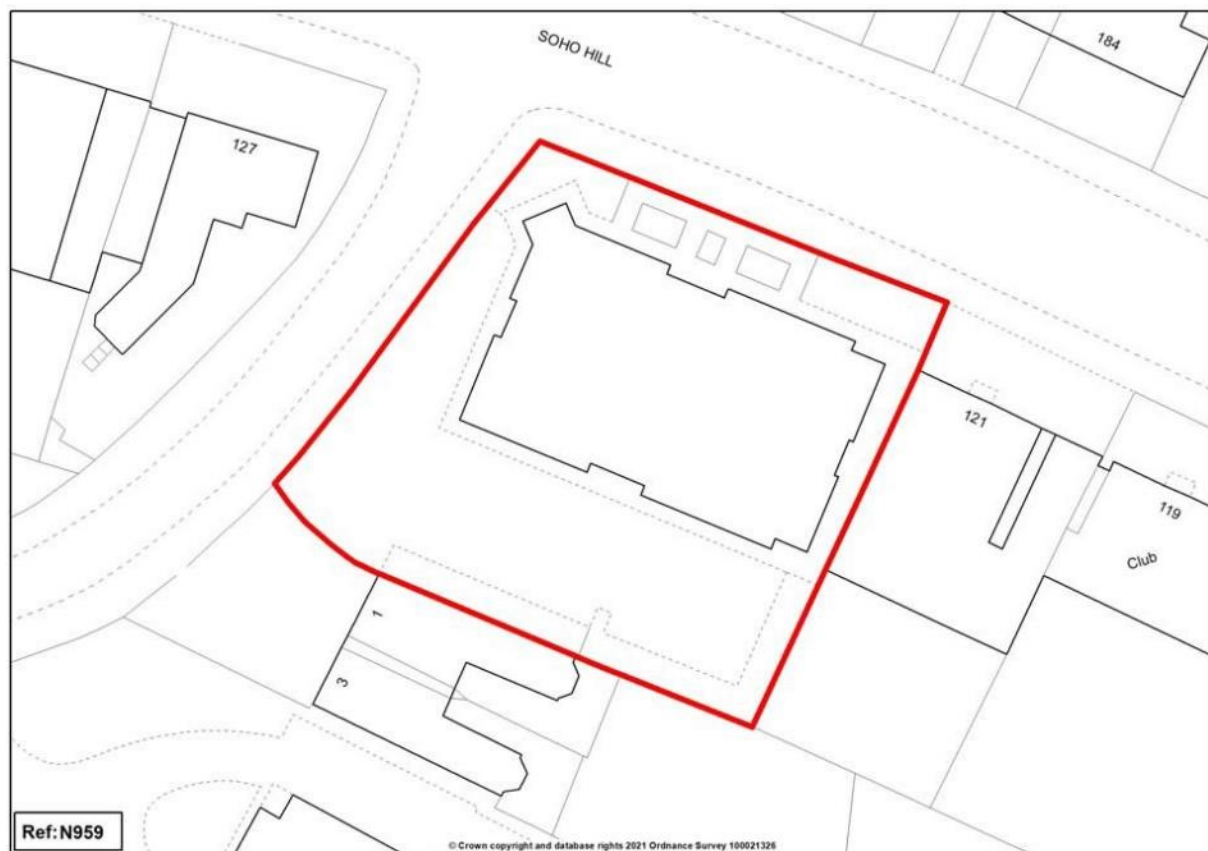 SOHO HILL
184
127
121
119
Club
1
3
Ref:N959
© Crown copyright and database rights 2021 Ordnance Survey 100021326